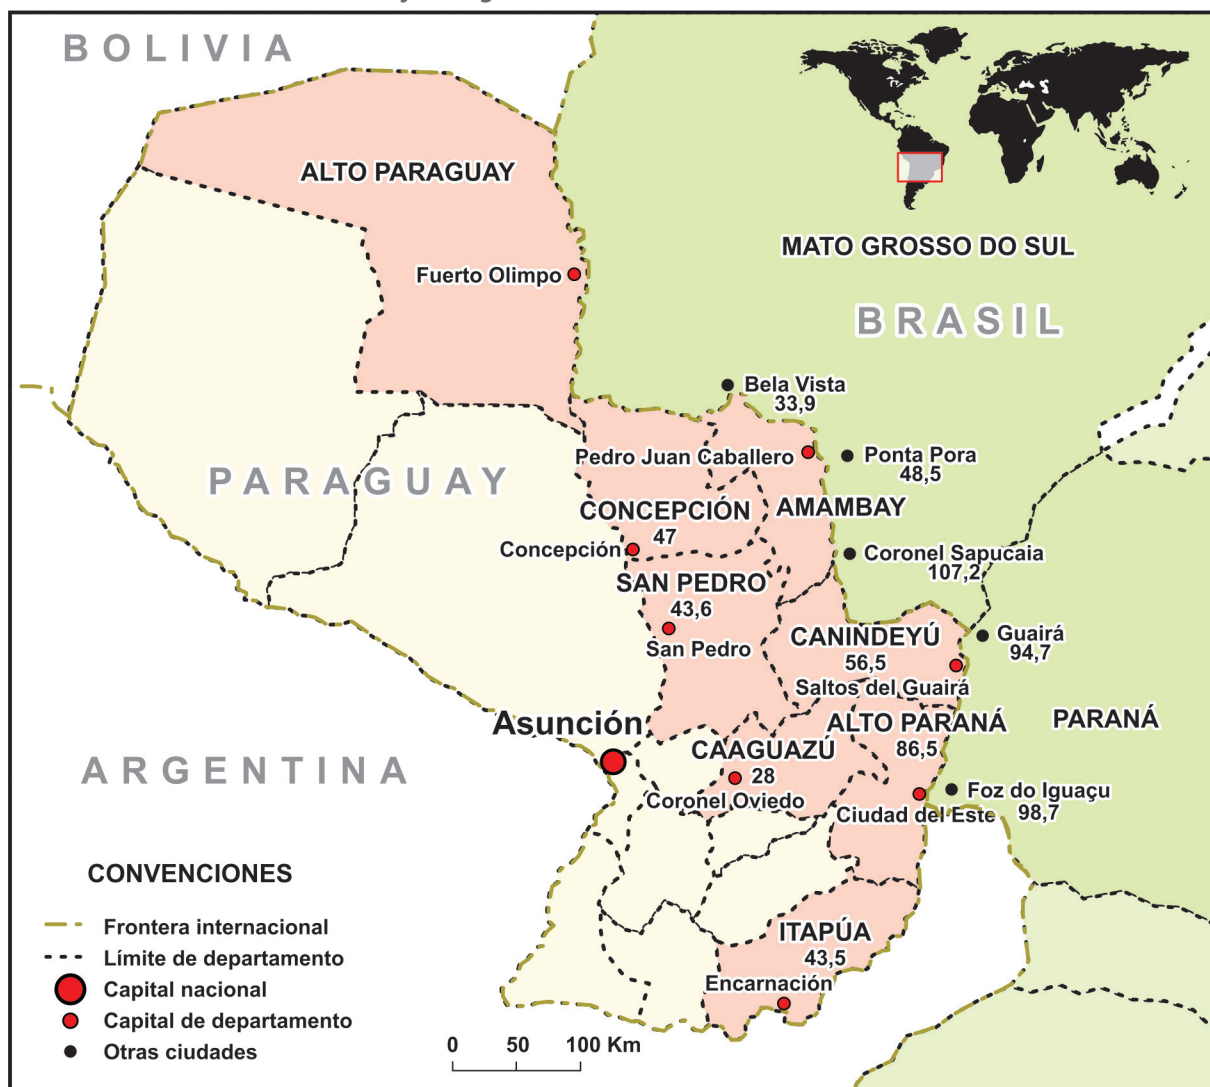 BOLIVIA
ALTO PARAGUAY
MATO GROSSO DO SUL
Fuerto Olimpo
BRASIL
Bela Vista
33,9
Pedro Juan Caballero
Ponta Pora
48,5
PARAGUAY
CONCEPCIÓN
47
AMAMBAY
Concepción
Coronel Sapucaia
107,2
SAN PEDRO
43,6
San Pedro
CANINDEYÚ
56,5
Saltos del Guairá
Guairá
94,7
Asunción
ALTO PARANÁ
86,5
PARANÁ
CAAGUAZÚ
28
Coronel Oviedo
ARGENTINA
Ciudad del Este
Foz do Iguaçu
98,7
ITAPÚA
43,5
Encarnación
CONVENCIONES
Frontera internacional
Límite de departamento
Capital nacional
Capital de departamento
Otras ciudades
0 50 100 Km